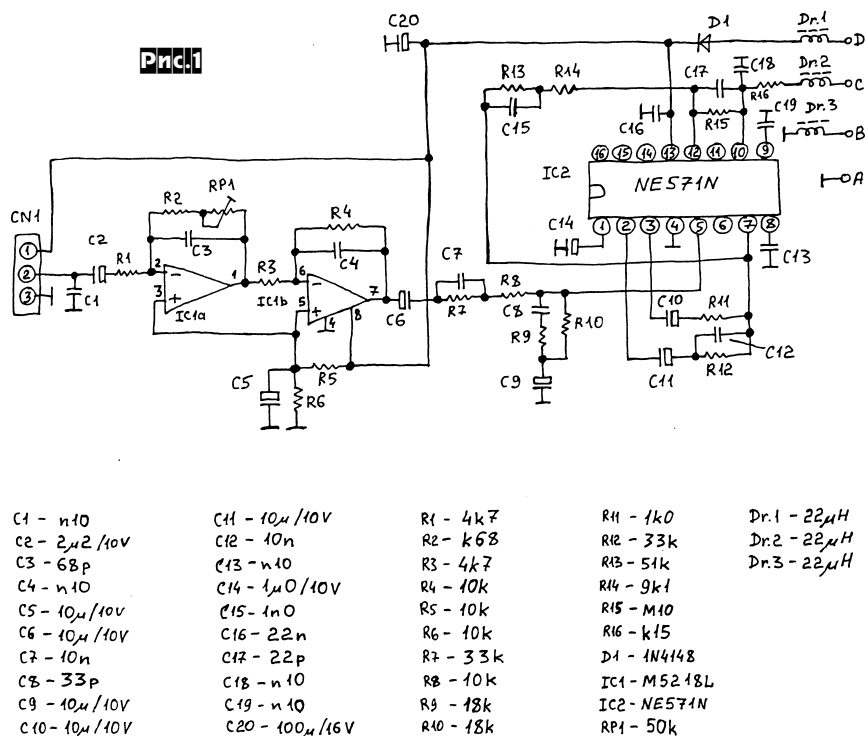 Рис.1
C20
D1
Dr.1
D
C18
Dr.2
R13
R14
C17
R16
C
C19
Dr.3
C15
C16
R15
B
16 15 14 13 12 11 10 9
IC2
NE571N
A
1 2 3 4 5 6 7 8
C14
C13
CN1
1
2
3
R2
RP1
C2
R1
C3
C1
2
3
1
IC1a
R4
R3
C4
6
5
7
4
8
IC1b
C6
C7
R7
R8
C8
R9
R10
C9
C5
R5
R6
C10
R11
C11
R12
C12
C1 - n10
C2 - 2µ2/10V
C3 - 68p
C4 - n10
C5 - 10µ/10V
C6 - 10µ/10V
C7 - 10n
C8 - 33p
C9 - 10µ/10V
C10 - 10µ/10V
C11 - 10µ/10V
C12 - 10n
C13 - n10
C14 - 1µ0/10V
C15 - 1n0
C16 - 22n
C17 - 22p
C18 - n10
C19 - n10
C20 - 100µ/16V
R1 - 4k7
R2 - k68
R3 - 4k7
R4 - 10k
R5 - 10k
R6 - 10k
R7 - 33k
R8 - 10k
R9 - 18k
R10 - 18k
R11 - 1k0
R12 - 33k
R13 - 51k
R14 - 9k1
R15 - M10
R16 - k15
D1 - 1N4148
IC1 - M5218L
IC2 - NE571N
RP1 - 50k
Dr.1 - 22µH
Dr.2 - 22µH
Dr.3 - 22µH